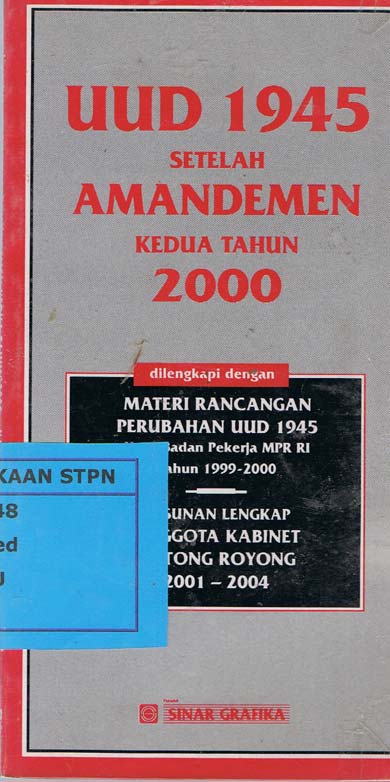 UUD 1945
SETELAH
AMANDEMEN
KEDUA TAHUN
2000
dilengkapi dengan
MATERI RANCANGAN
PERUBAHAN UUD 1945
Badan Pekerja MPR RI
ahun 1999-2000
SUNAN LENGKAP
GGOTA KABINET
TONG ROYONG
2001 – 2004
KAAN STPN
48
ed
J
Penerbit
SINAR GRAFIKA